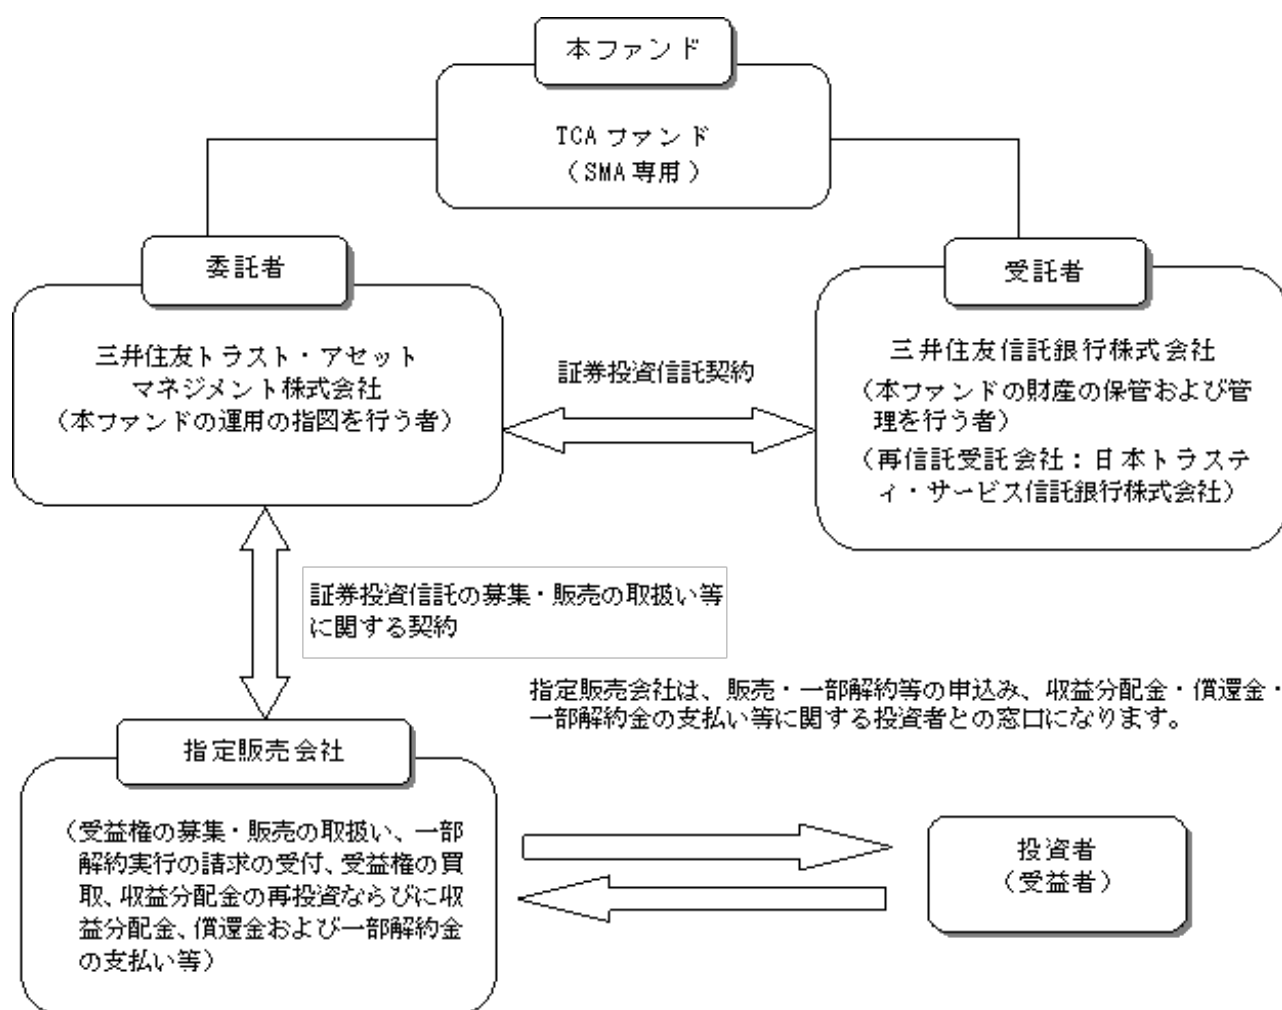 本ファンド
TCAファンド
（SMA専用）
委託者
三井住友トラスト・アセット
マネジメント株式会社
（本ファンドの運用の指図を行う者）
証券投資信託契約
受託者
三井住友信託銀行株式会社
（本ファンドの財産の保管および管
理を行う者）
（再信託受託会社：日本トラステ
ィ・サービス信託銀行株式会社）
証券投資信託の募集・販売の取扱い等
に関する契約
指定販売会社は、販売・一部解約等の申込み、収益分配金・償還金・
一部解約金の支払い等に関する投資者との窓口になります。
指定販売会社
（受益権の募集・販売の取扱い、一部
解約実行の請求の受付、受益権の買
取、収益分配金の再投資ならびに収
益分配金、償還金および一部解約金
の支払い等）
投資者
（受益者）